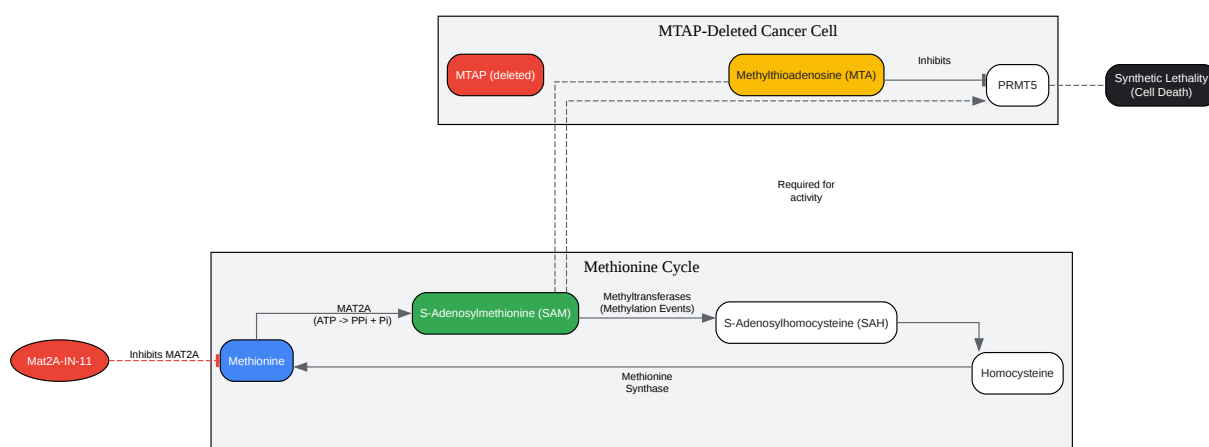 MTAP-Deleted Cancer Cell
MTAP (deleted)
Methylthioadenosine (MTA)
Inhibits
PRMT5
Synthetic Lethality
(Cell Death)
Required for
activity
Methionine Cycle
MAT2A
(ATP -> PPi + Pi)
S-Adenosylmethionine (SAM)
Methyltransferases
(Methylation Events)
S-Adenosylhomocysteine (SAH)
Mat2A-IN-11
Inhibits MAT2A
Methionine
Homocysteine
Methionine
Synthase